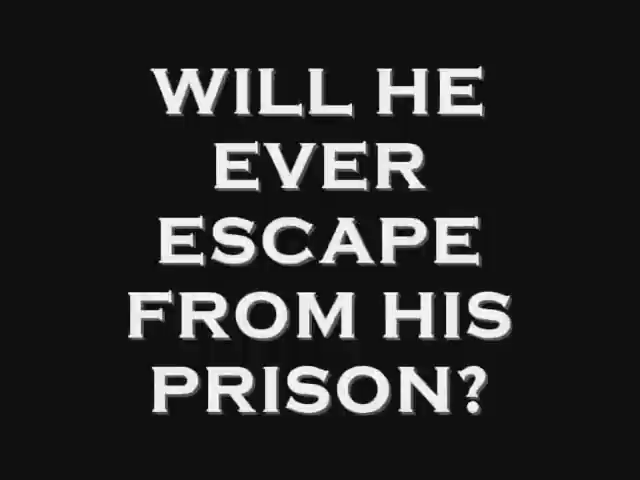 WILL HE
EVER
ESCAPE
FROM HIS
PRISON?